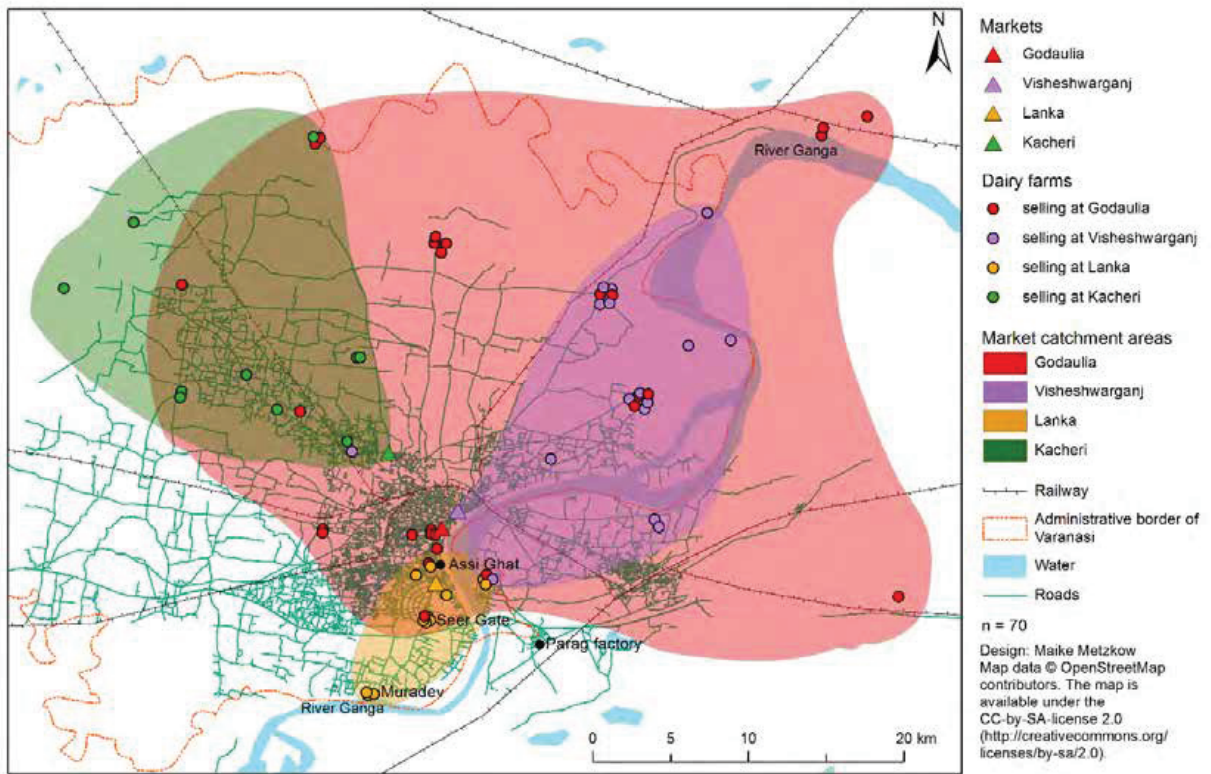 N
River Ganga
Assi Ghat
Seer Gate
Parag factory
Muradev
River Ganga
0 5 10 20 km
Markets
Godaulia
Visheshwarganj
Lanka
Kacheri
Dairy farms
selling at Godaulia
selling at Visheshwarganj
selling at Lanka
selling at Kacheri
Market catchment areas
Godaulia
Visheshwarganj
Lanka
Kacheri
Railway
Administrative border of
Varanasi
Water
Roads
n = 70
Design: Maike Metzkow
Map data © OpenStreetMap
contributors. The map is
available under the
CC-by-SA-license 2.0
(http://creativecommons.org/
licenses/by-sa/2.0).